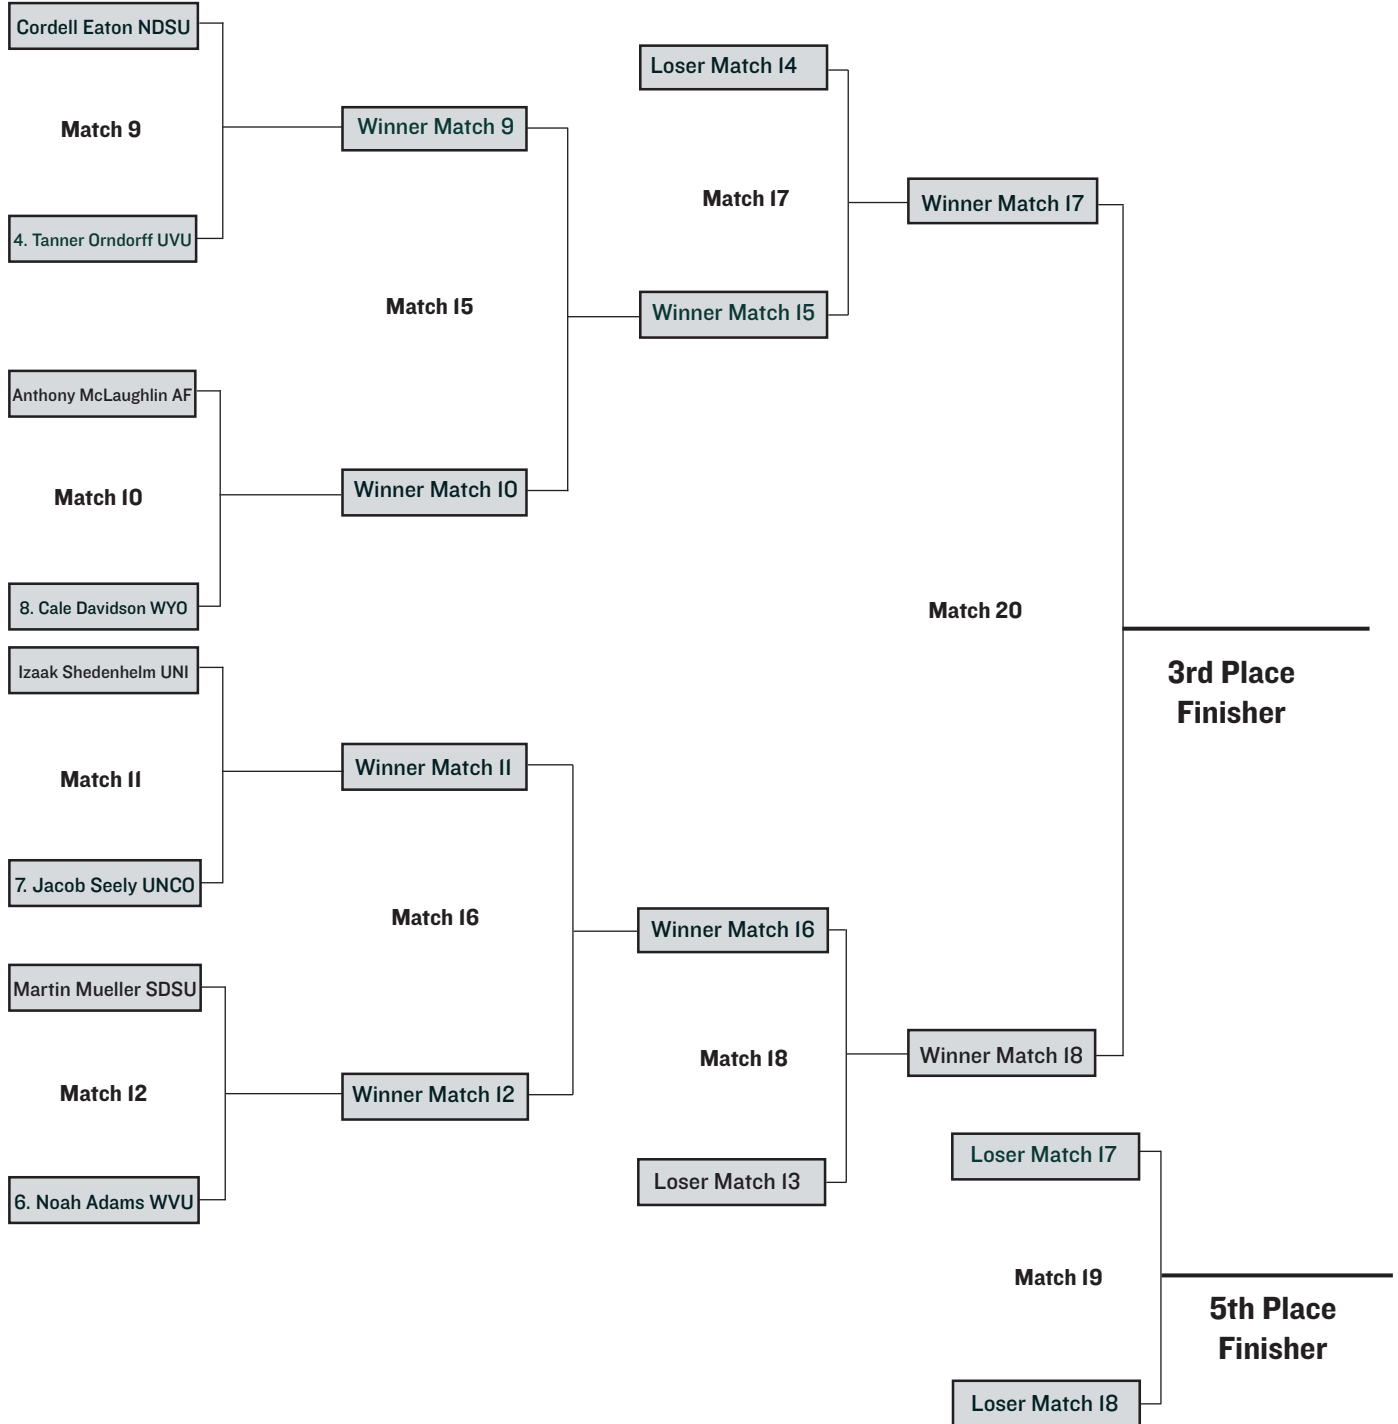 Cordell Eaton NDSU
Match 9
4. Tanner Orndorff UVU
Anthony McLaughlin AF
Match 10
8. Cale Davidson WYO
Izaak Shedenhelm UNI
Match 11
7. Jacob Seely UNCO
Martin Mueller SDSU
Match 12
6. Noah Adams WVU
Winner Match 9
Match 15
Winner Match 10
Winner Match 11
Match 16
Winner Match 12
Loser Match 14
Match 17
Winner Match 15
Winner Match 16
Match 18
Loser Match 13
Winner Match 17
Match 20
Winner Match 18
3rd Place
Finisher
Loser Match 17
Match 19
Loser Match 18
5th Place
Finisher